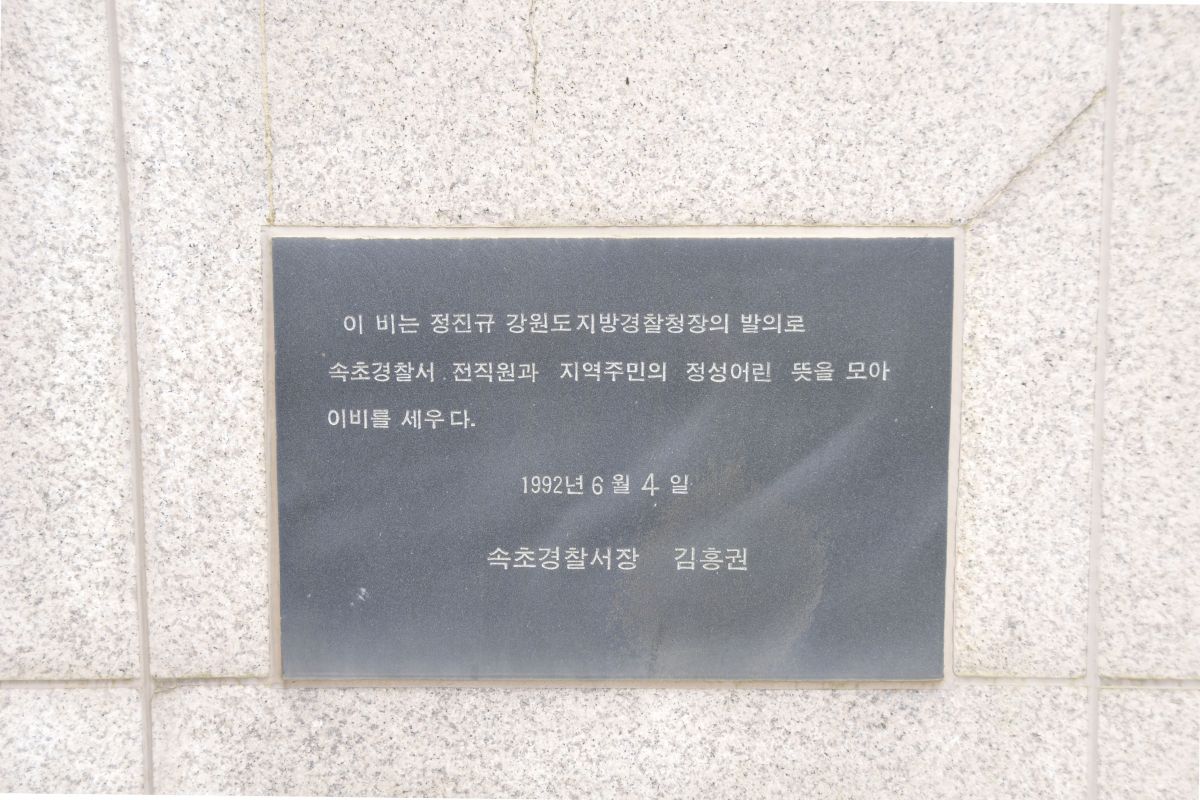 이 비는 정진규 강원도지방경찰청장의 발의로
속초경찰서 전직원과 지역주민의 정성어린 뜻을 모아
이비를 세우다.
1992년 6월 4일
속초경찰서장 김흥권